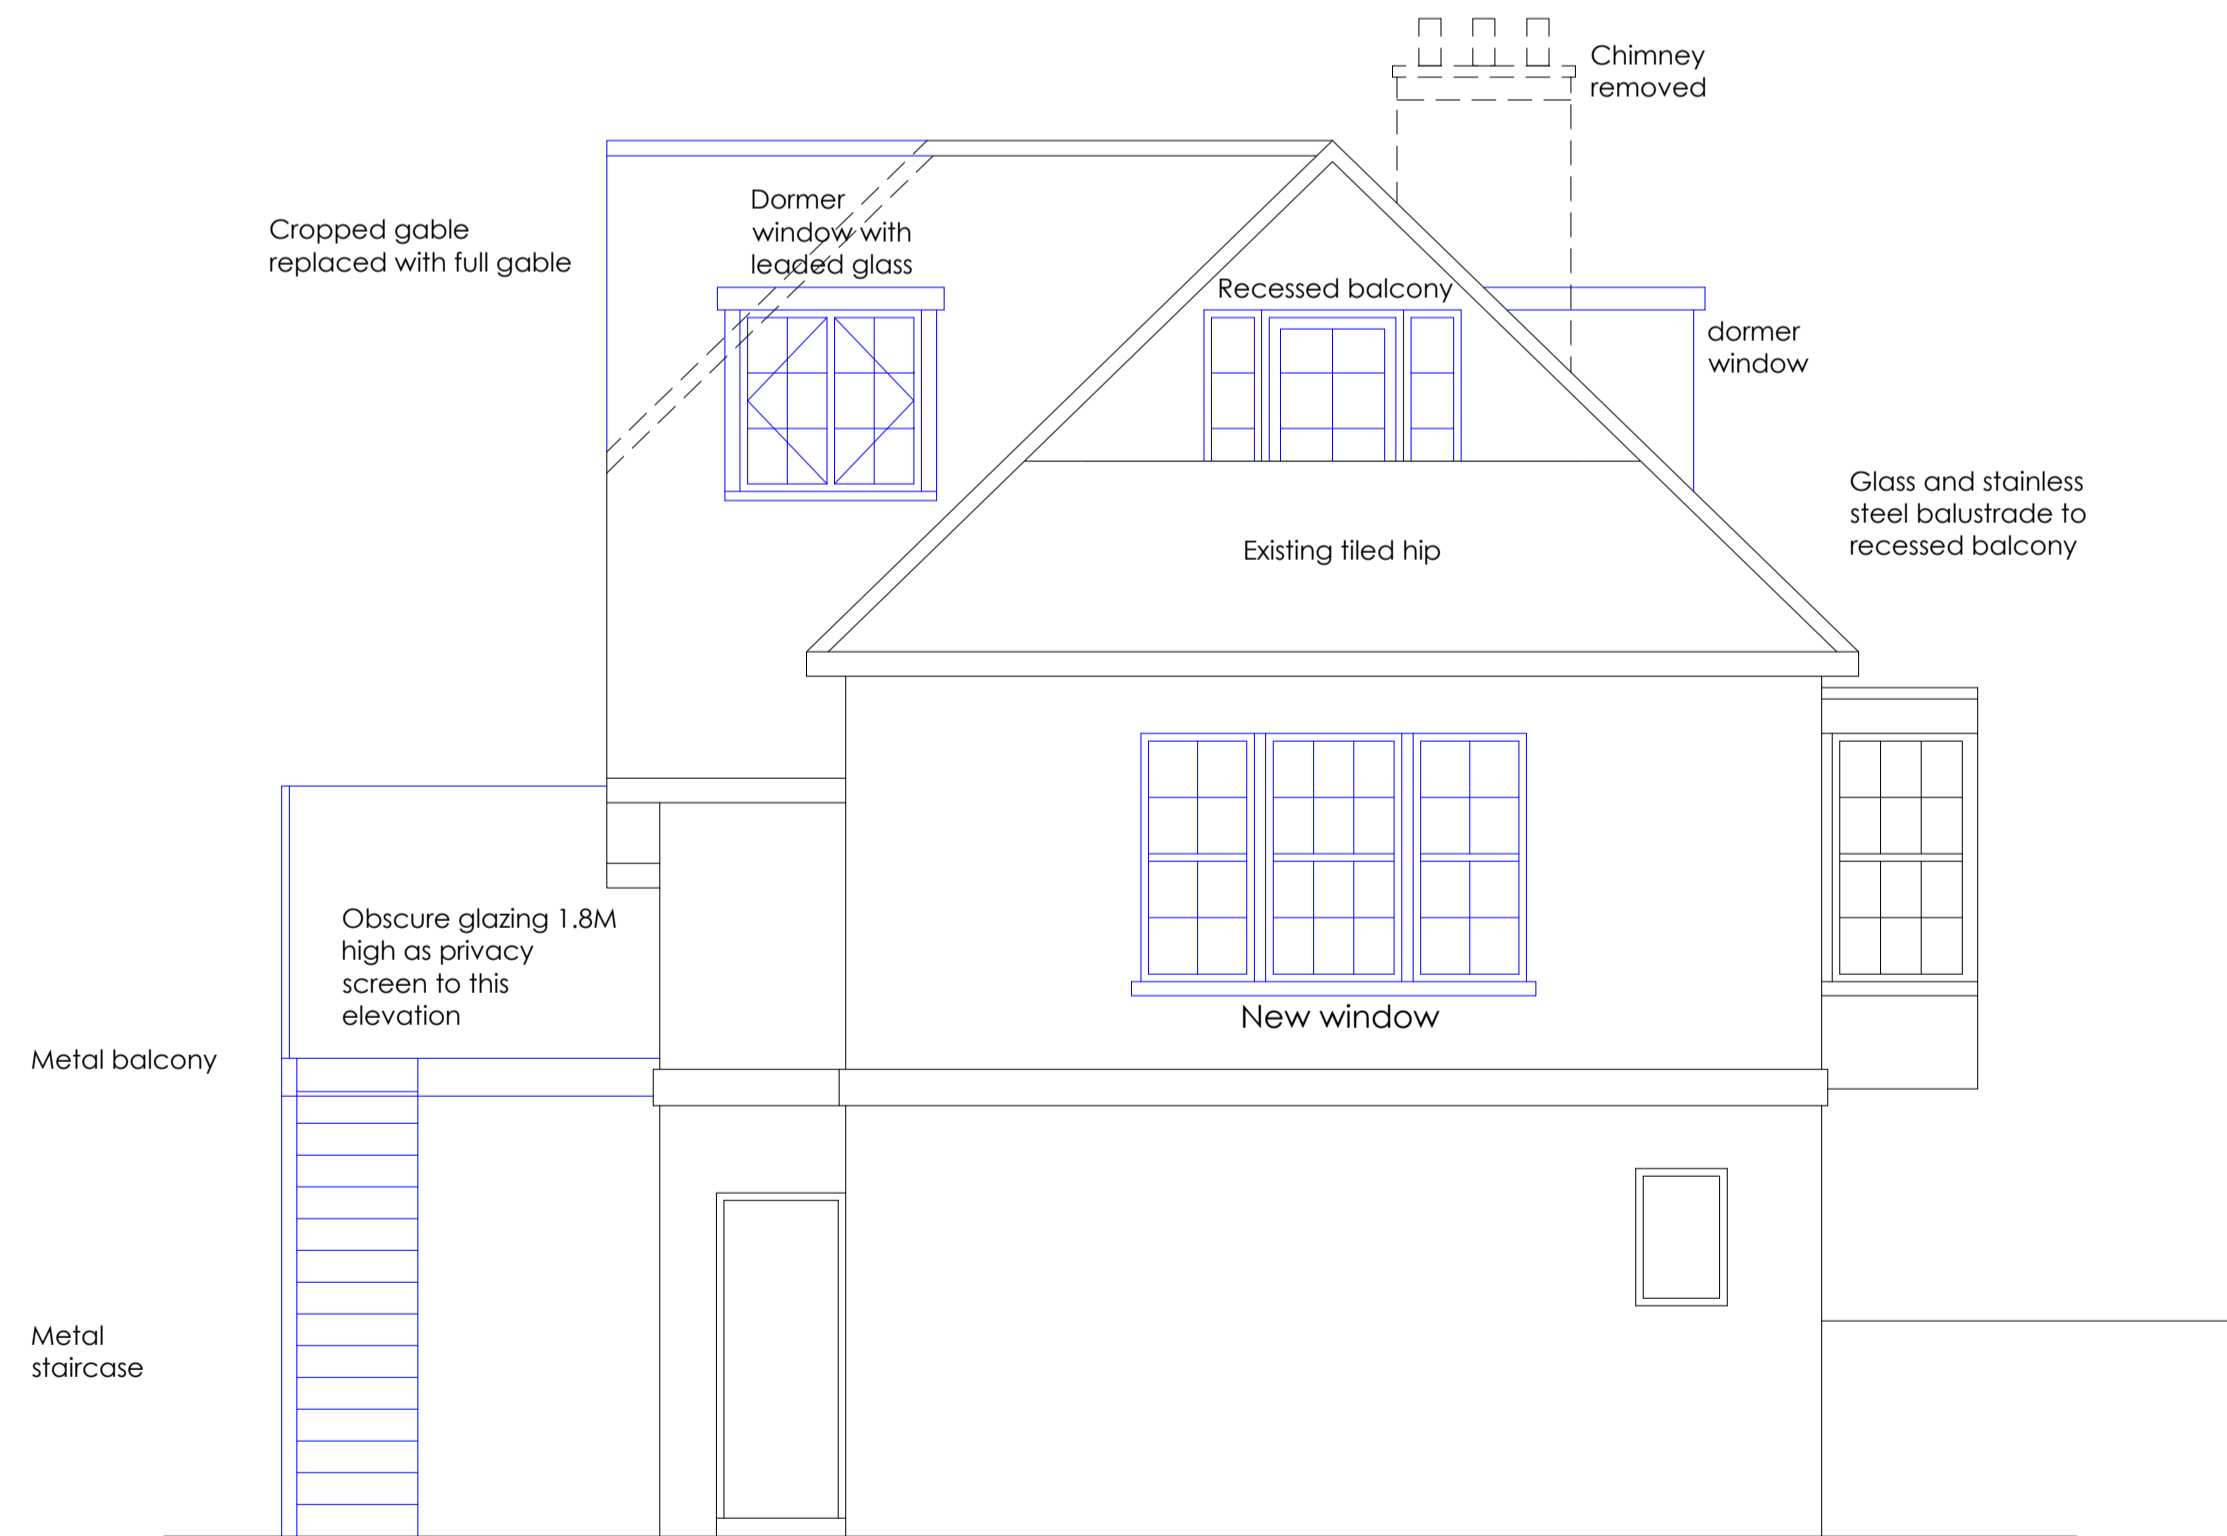 Chimney
removed
Cropped gable
replaced with full gable
Dormer
window with
leaded glass
Recessed balcony
dormer
window
Glass and stainless
steel balustrade to
recessed balcony
Existing tiled hip
Obscure glazing 1.8M
high as privacy
screen to this
elevation
New window
Metal balcony
Metal
staircase